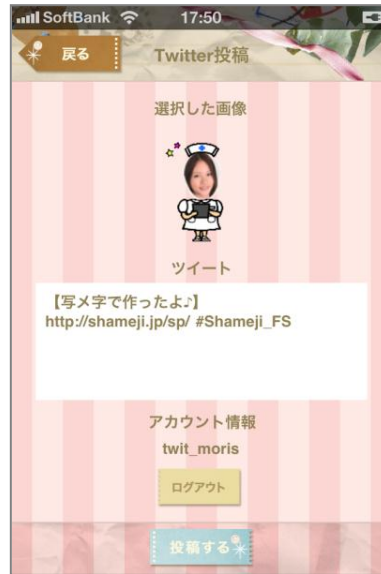 SoftBank 17:50
戻る Twitter投稿
選択した画像
ツイート
【写メ字で作ったよ♪】
http://shameji.jp/sp/ #Shameji_FS
アカウント情報
twit_moris
ログアウト
投稿する